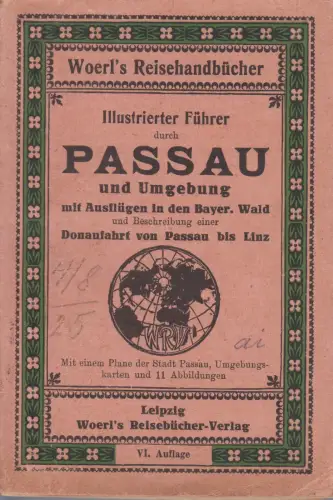 Woerl's Reisehandbücher
Illustrierter Führer
durch
PASSAU
und Umgebung
mit Ausflügen in den Bayer. Wald
und Beschreibung einer
Donaufahrt von Passau bis Linz
Mit einem Plane der Stadt Passau, Umgebungs-
karten und 11 Abbildungen
Leipzig
Woerl's Reisebücher-Verlag
VI. Auflage